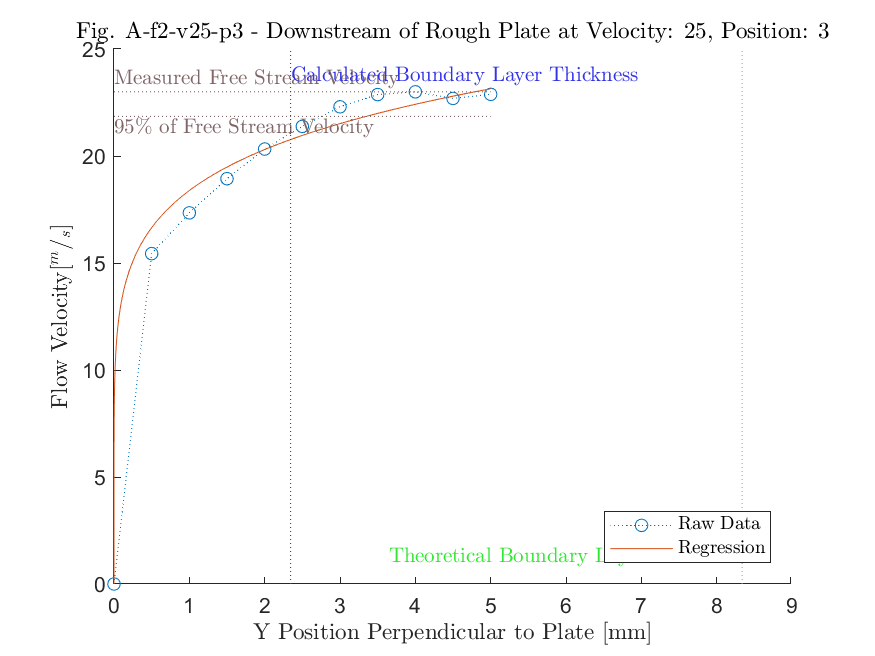 Fig. A-f2-v25-p3 - Downstream of Rough Plate at Velocity: 25, Position: 3
25
Measured Free Stream Velocity
Calculated Boundary Layer Thickness
95% of Free Stream Velocity
20
15
10
5
0
Flow Velocity[m/s]
Raw Data
Regression
Theoretical Boundary
0 1 2 3 4 5 6 7 8 9
Y Position Perpendicular to Plate [mm]